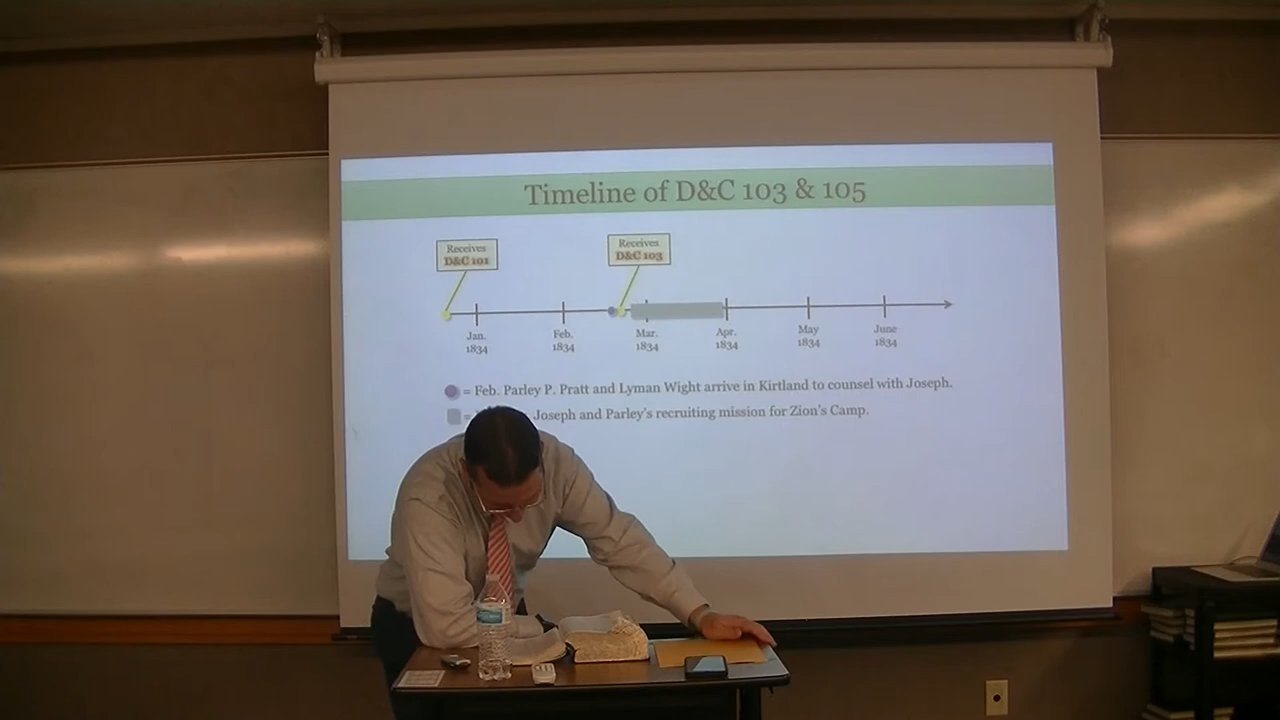 Timeline of D&C 103 & 105
Receives
D&C 101
Receives
D&C 103
Jan.
1834
Feb.
1834
Mar.
1834
Apr.
1834
May
1834
June
1834
= Feb. Parley P. Pratt and Lyman Wight arrive in Kirtland to counsel with Joseph.
= Joseph and Parley's recruiting mission for Zion's Camp.